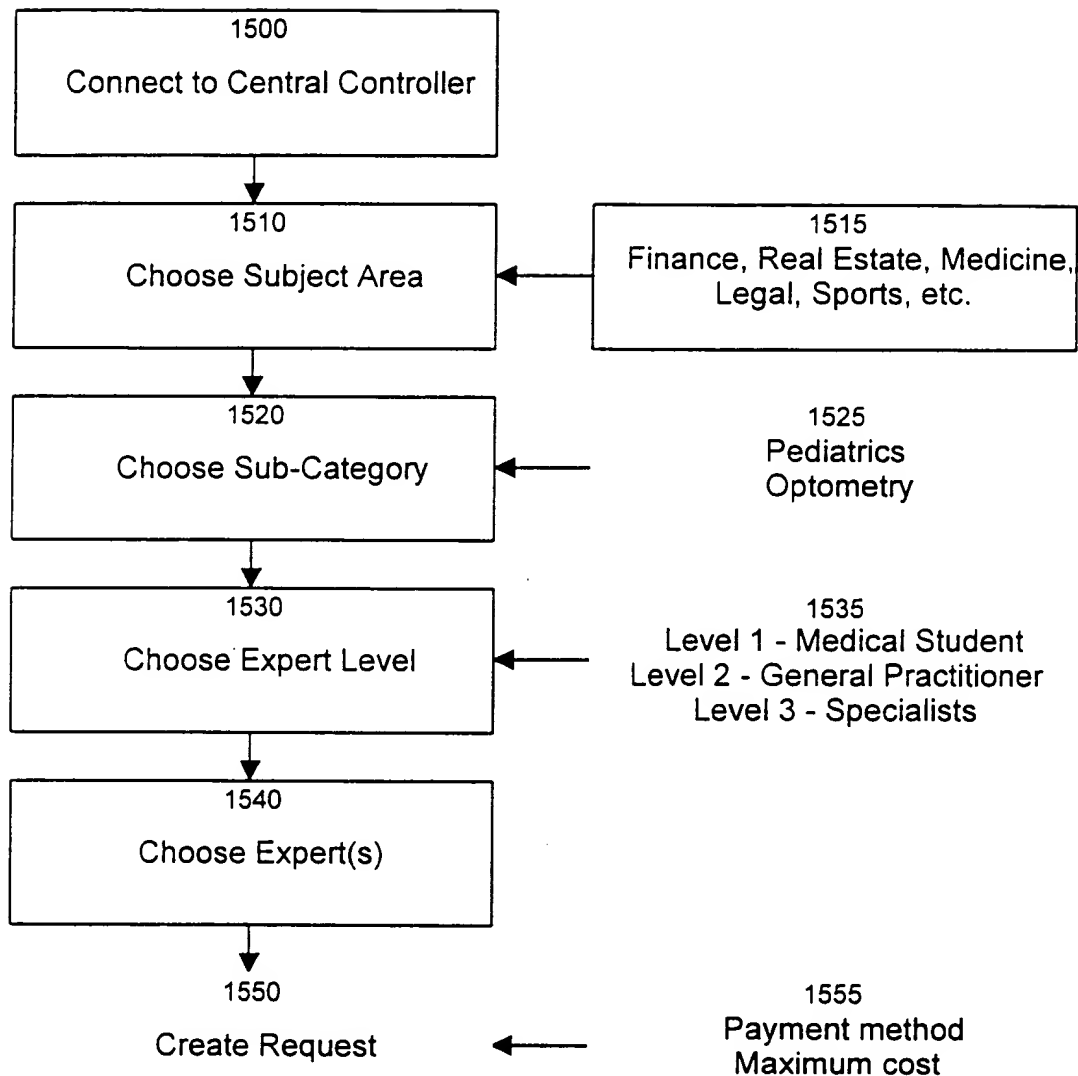 1500
Connect to Central Controller
1510
Choose Subject Area
1515
Finance, Real Estate, Medicine,
Legal, Sports, etc.
1520
Choose Sub-Category
1525
Pediatrics
Optometry
1530
Choose Expert Level
1535
Level 1 - Medical Student
Level 2 - General Practitioner
Level 3 - Specialists
1540
Choose Expert(s)
1550
Create Request
1555
Payment method
Maximum cost